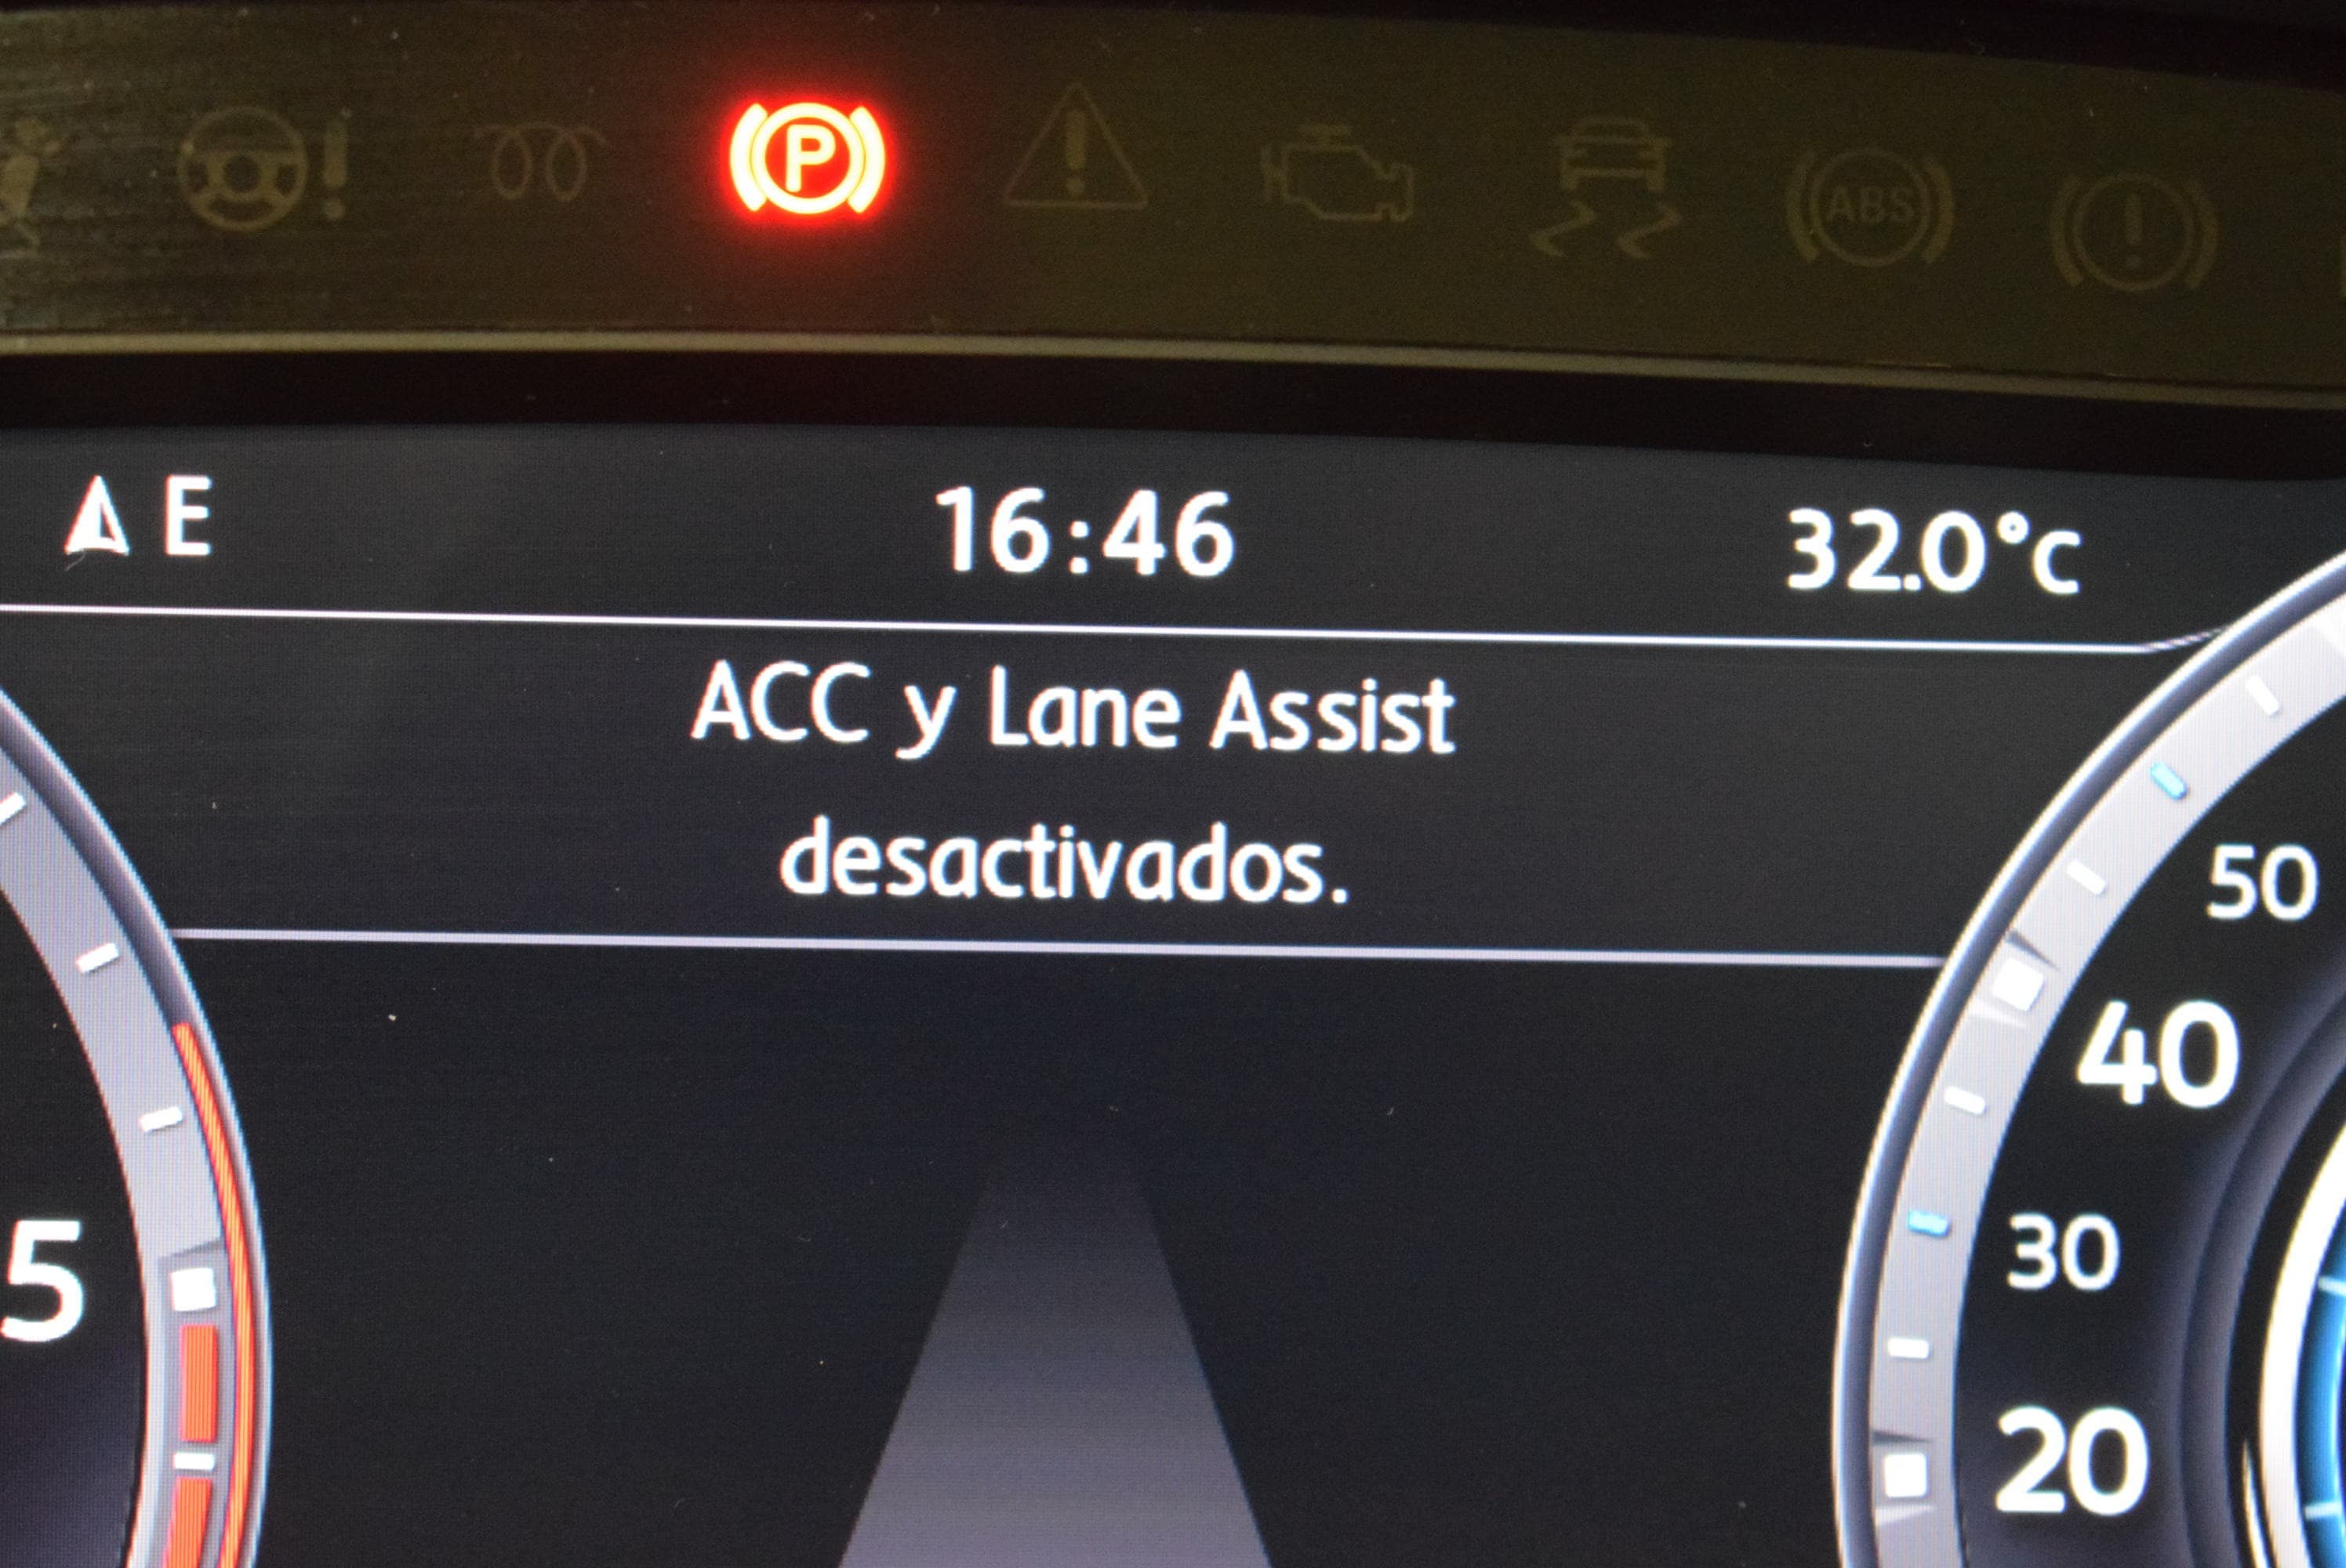 P
ABS
E 16:46 32.0°C
ACC y Lane Assist
desactivados.
50
40
5
30
20